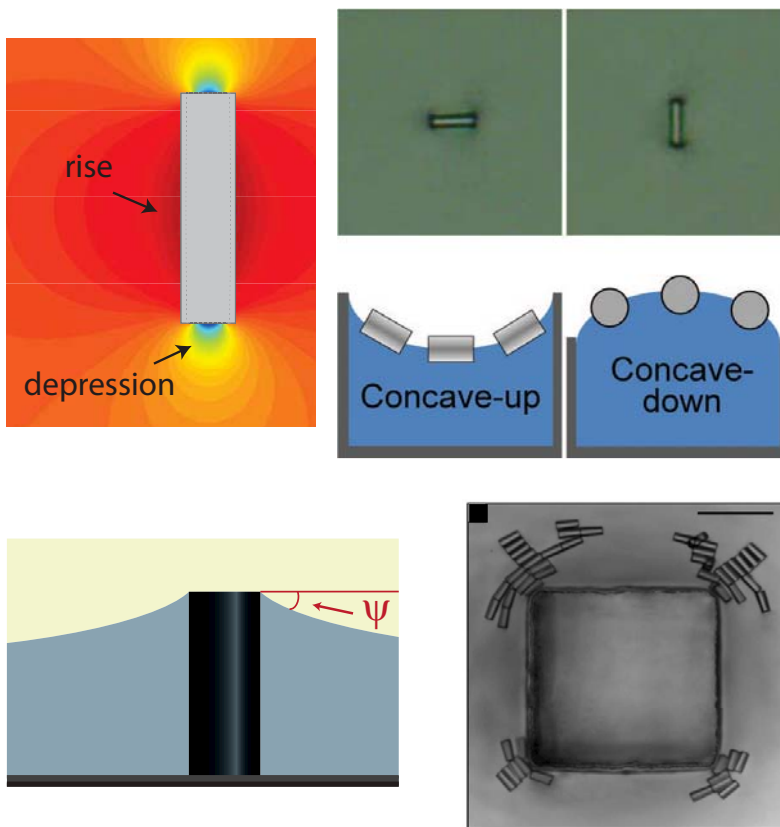 rise
depression
Concave-up
Concave-
down
ψ